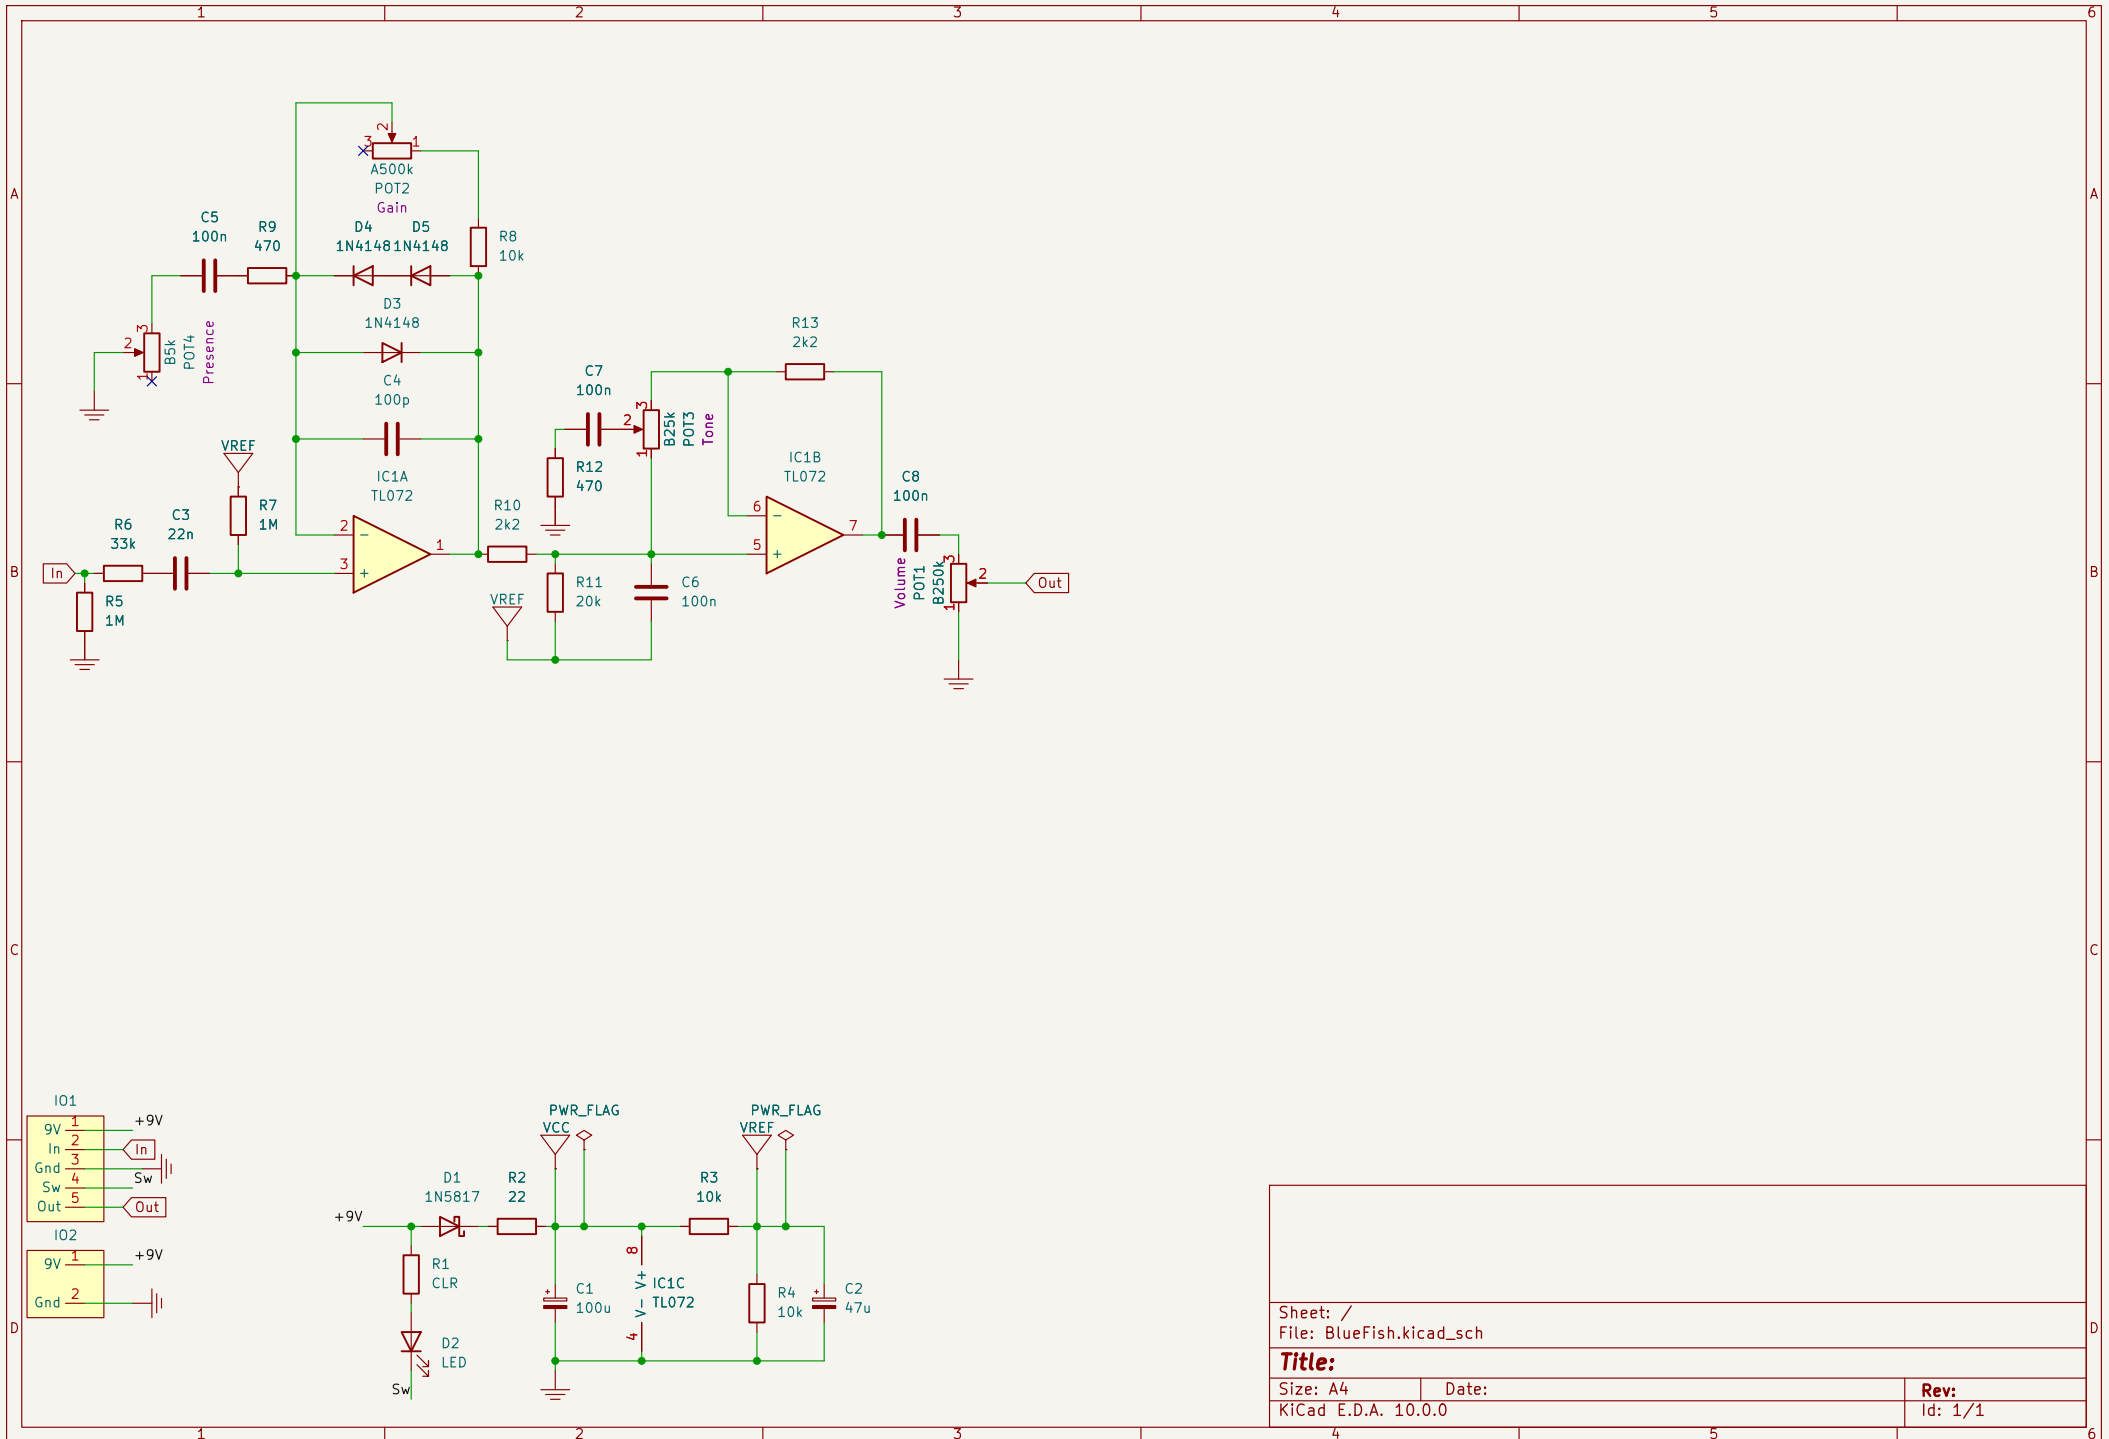 1 2 3 4 5 6
A A
B B
C C
D D
2
3 1
A500k
POT2
Gain
C5
100n
R9
470
D4
1N4148
D5
1N4148
R8
10k
D3
1N4148
3
2
1
B5k
POT4
Presence
C4
100p
VREF
R7
1M
IC1A
TL072
R6
33k
C3
22n
2
3
1
−
+
In
R5
1M
R10
2k2
C7
100n
3
2
1
B25k
POT3
Tone
R12
470
R13
2k2
IC1B
TL072
6
5
7
−
+
C8
100n
VREF
R11
20k
C6
100n
Volume
POT1
B250k
3
2
1
Out
IO1
9V 1 +9V
In 2 In
Gnd 3
Sw 4 Sw
Out 5 Out
IO2
9V 1 +9V
Gnd 2
+9V
D1
1N5817
R2
22
PWR_FLAG
VCC
PWR_FLAG
VREF
R3
10k
R1
CLR
D2
LED
Sw
C1
100u
+
8
V+
V-
4
IC1C
TL072
R4
10k
+
C2
47u
Sheet: /
File: BlueFish.kicad_sch
Title:
Size: A4 Date: Rev:
KiCad E.D.A. 10.0.0 Id: 1/1
1 2 3 4 5 6